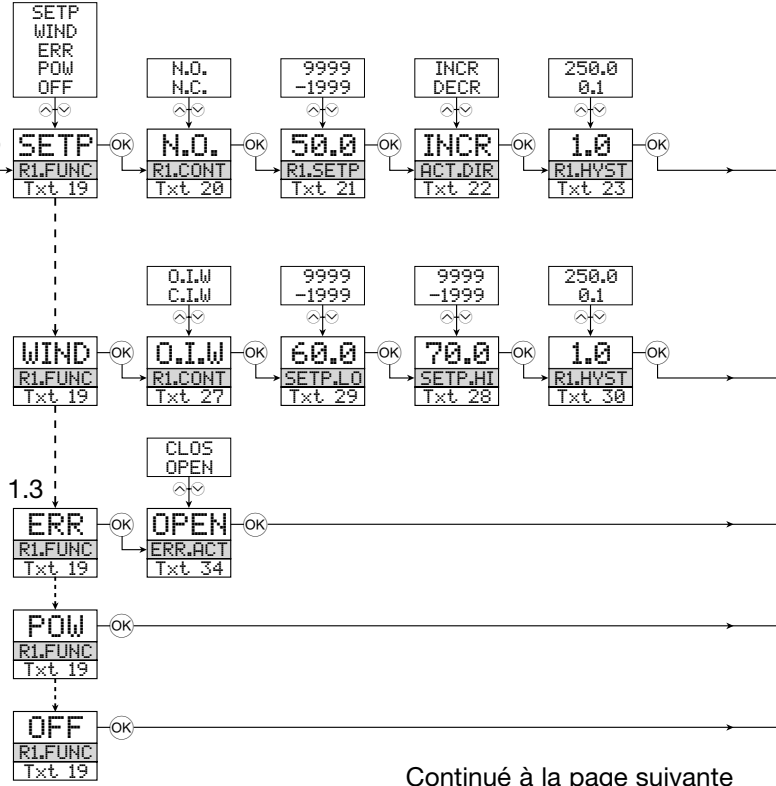 SETP
WIND
ERR
POW
OFF
N.O.
N.C.
9999
-1999
INCR
DECR
250.0
0.1
SETP OK N.O. OK 50.0 OK INCR OK 1.0 OK
R1.FUNC R1.CONT R1.SETP ACT.DIR R1.HYST
Txt 19 Txt 20 Txt 21 Txt 22 Txt 23
O.I.W
C.I.W
9999
-1999
9999
-1999
250.0
0.1
WIND OK O.I.W OK 60.0 OK 70.0 OK 1.0 OK
R1.FUNC R1.CONT SETP.LO SETP.HI R1.HYST
Txt 19 Txt 27 Txt 29 Txt 28 Txt 30
CLOS
OPEN
1.3
ERR OK OPEN OK
R1.FUNC ERR.ACT
Txt 19 Txt 34
POW OK
R1.FUNC
Txt 19
OFF OK
R1.FUNC
Txt 19
Continué à la page suivante